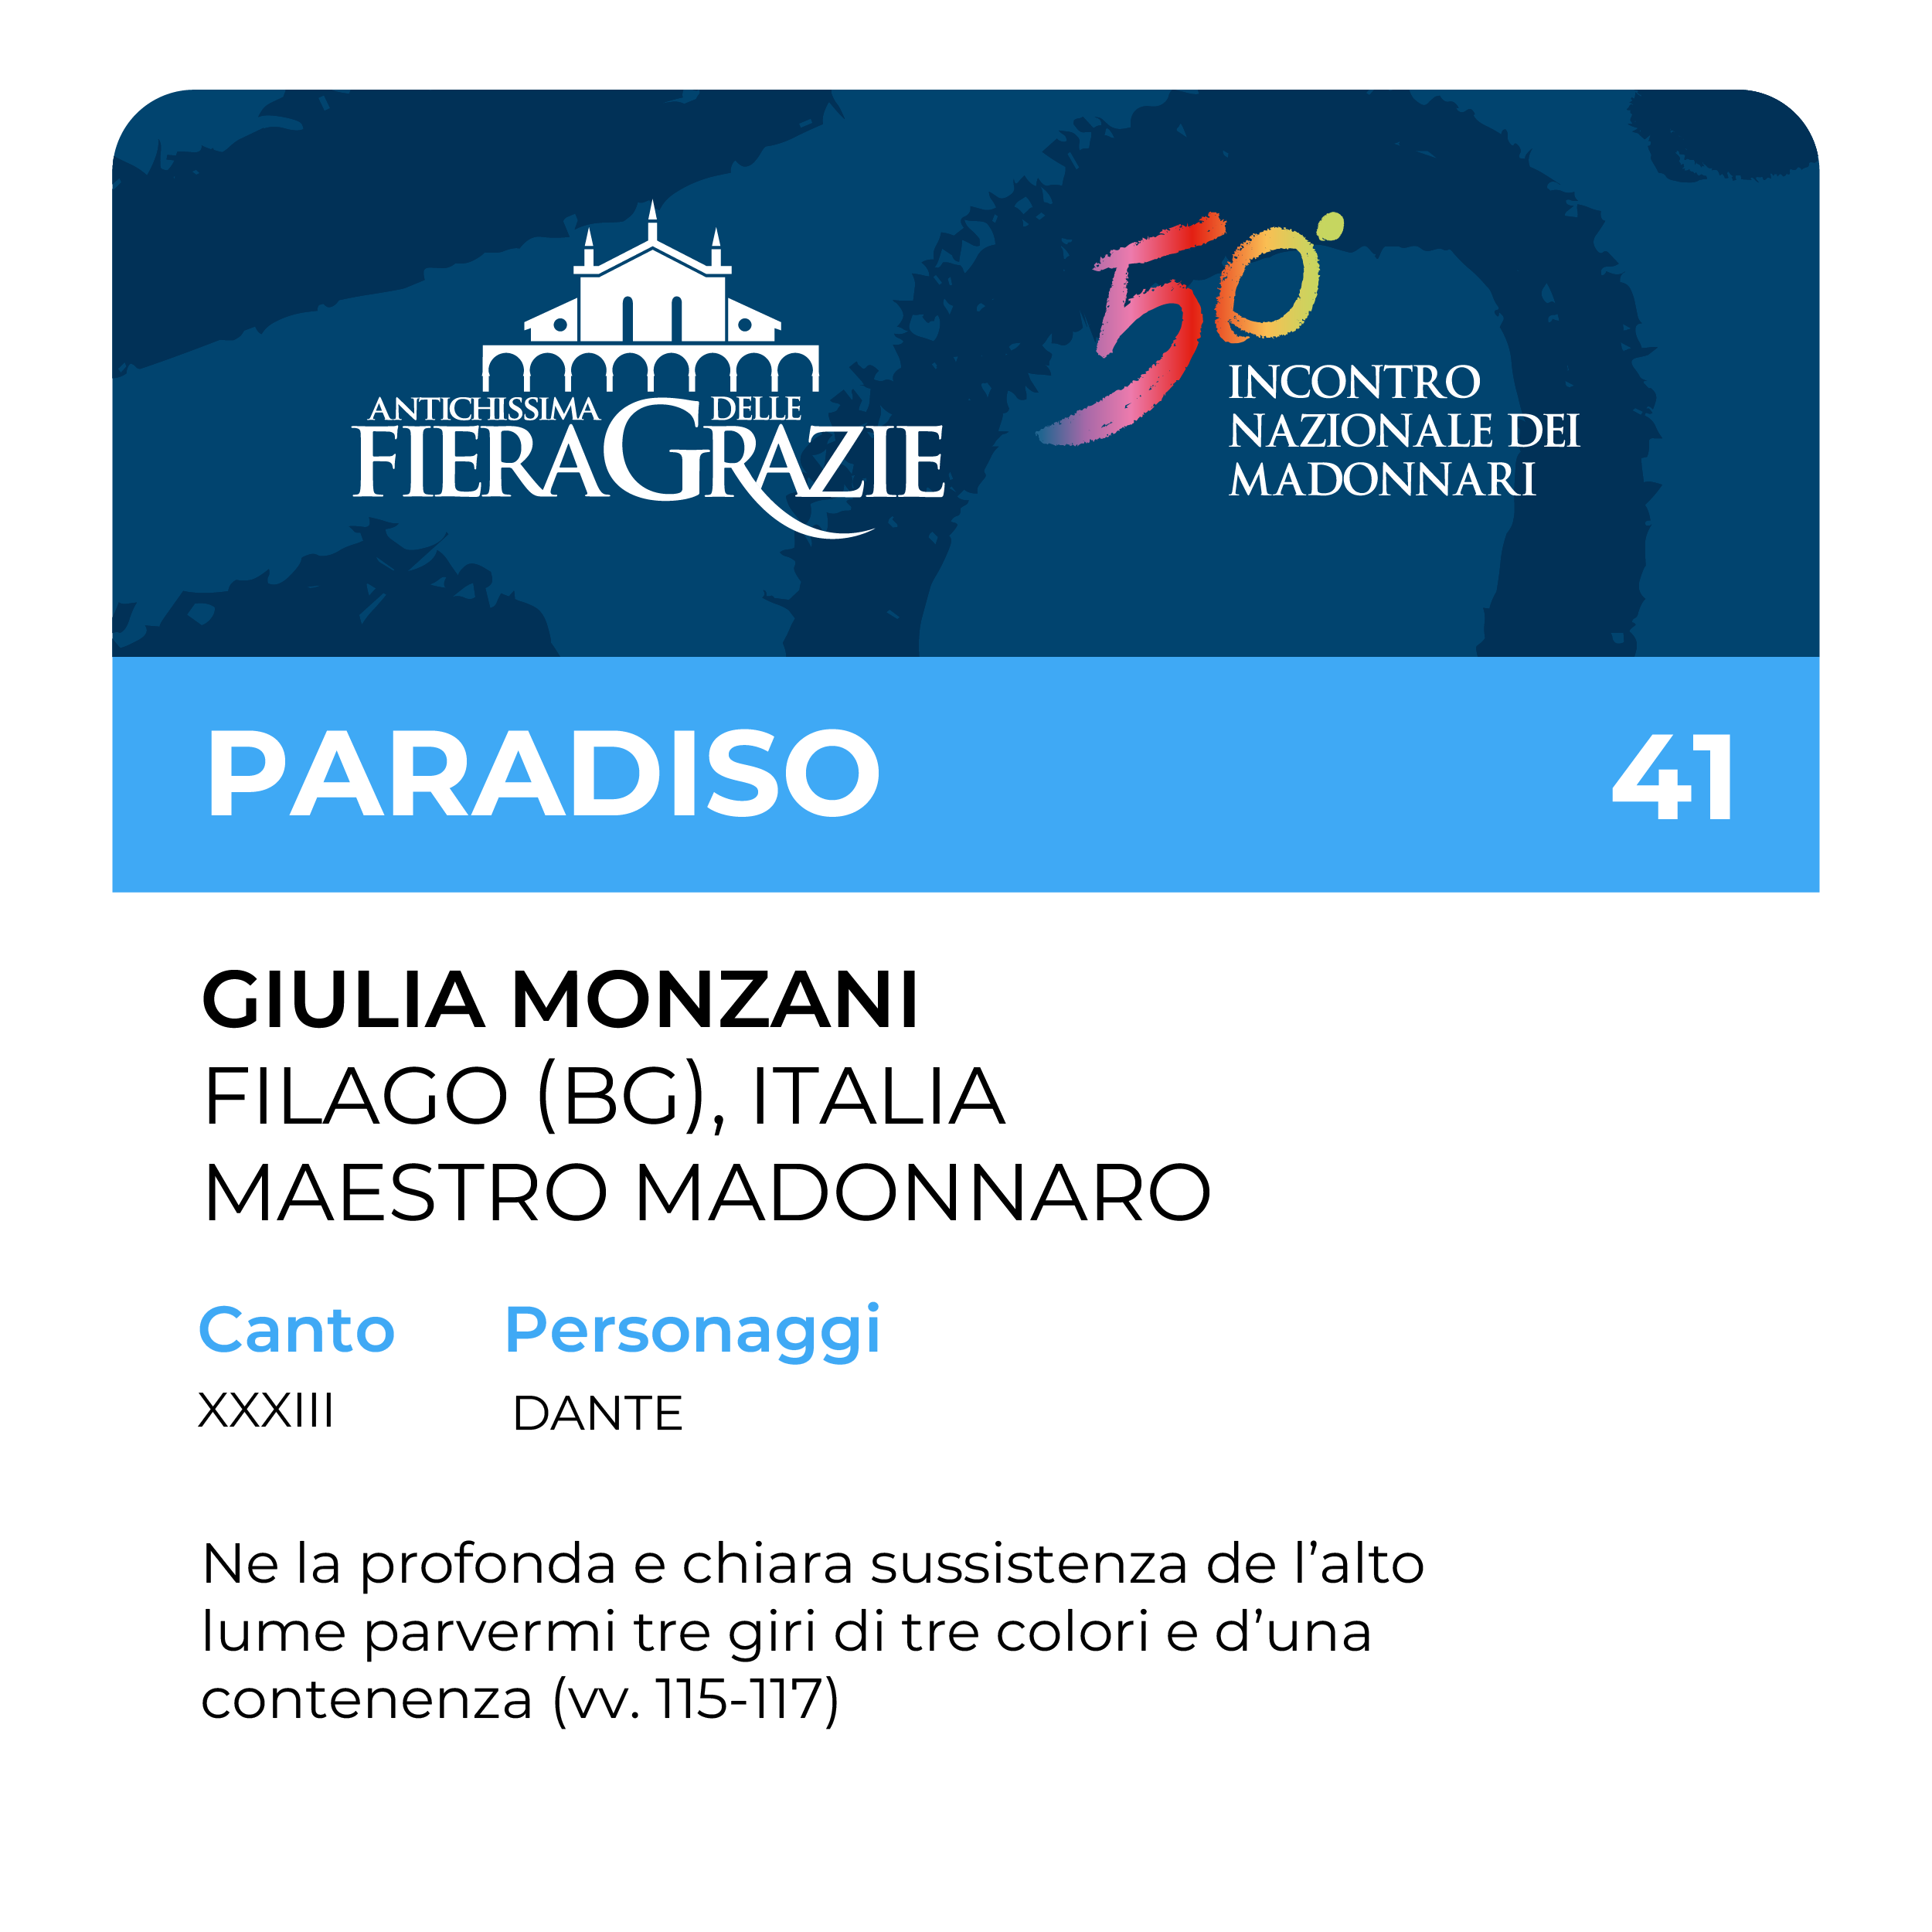 ANTICHISSIMA DELLE
FIERAGRAZIE
50°
INCONTRO
NAZIONALE DEI
MADONNARI
PARADISO 41
GIULIA MONZANI
FILAGO (BG), ITALIA
MAESTRO MADONNARO
Canto Personaggi
XXXIII DANTE
Ne la profonda e chiara sussistenza de l’alto
lume parvermi tre giri di tre colori e d’una
contenenza (vv. 115-117)